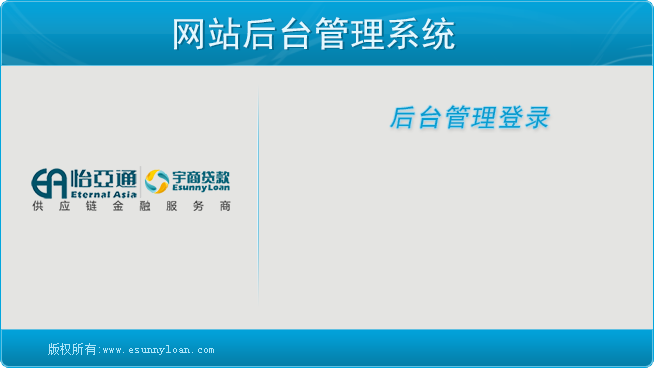 网站后台管理系统
后台管理登录
怡亞通 宇商贷款
Eternal Asia EsunnyLoan
供应链金融服务商
版权所有:www.esunnyloan.com